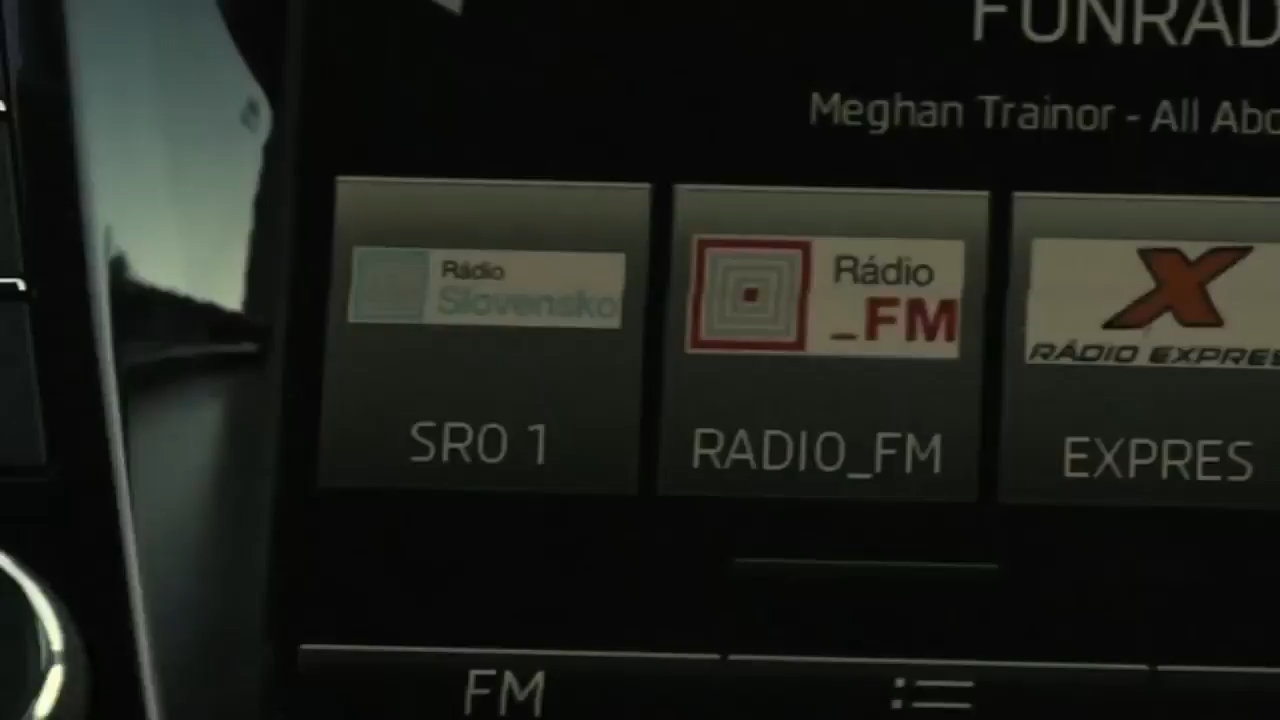 FUNRAD
Meghan Trainor - All Abo
Rádio
Slovensko
Rádio
_FM
X
RÁDIO EXPRES
SRO 1
RADIO_FM
EXPRES
FM